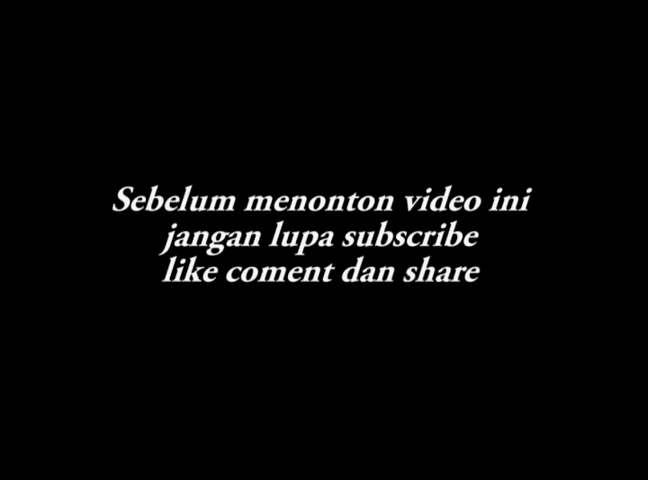 Sebelum menonton video ini
jangan lupa subscribe
like coment dan share